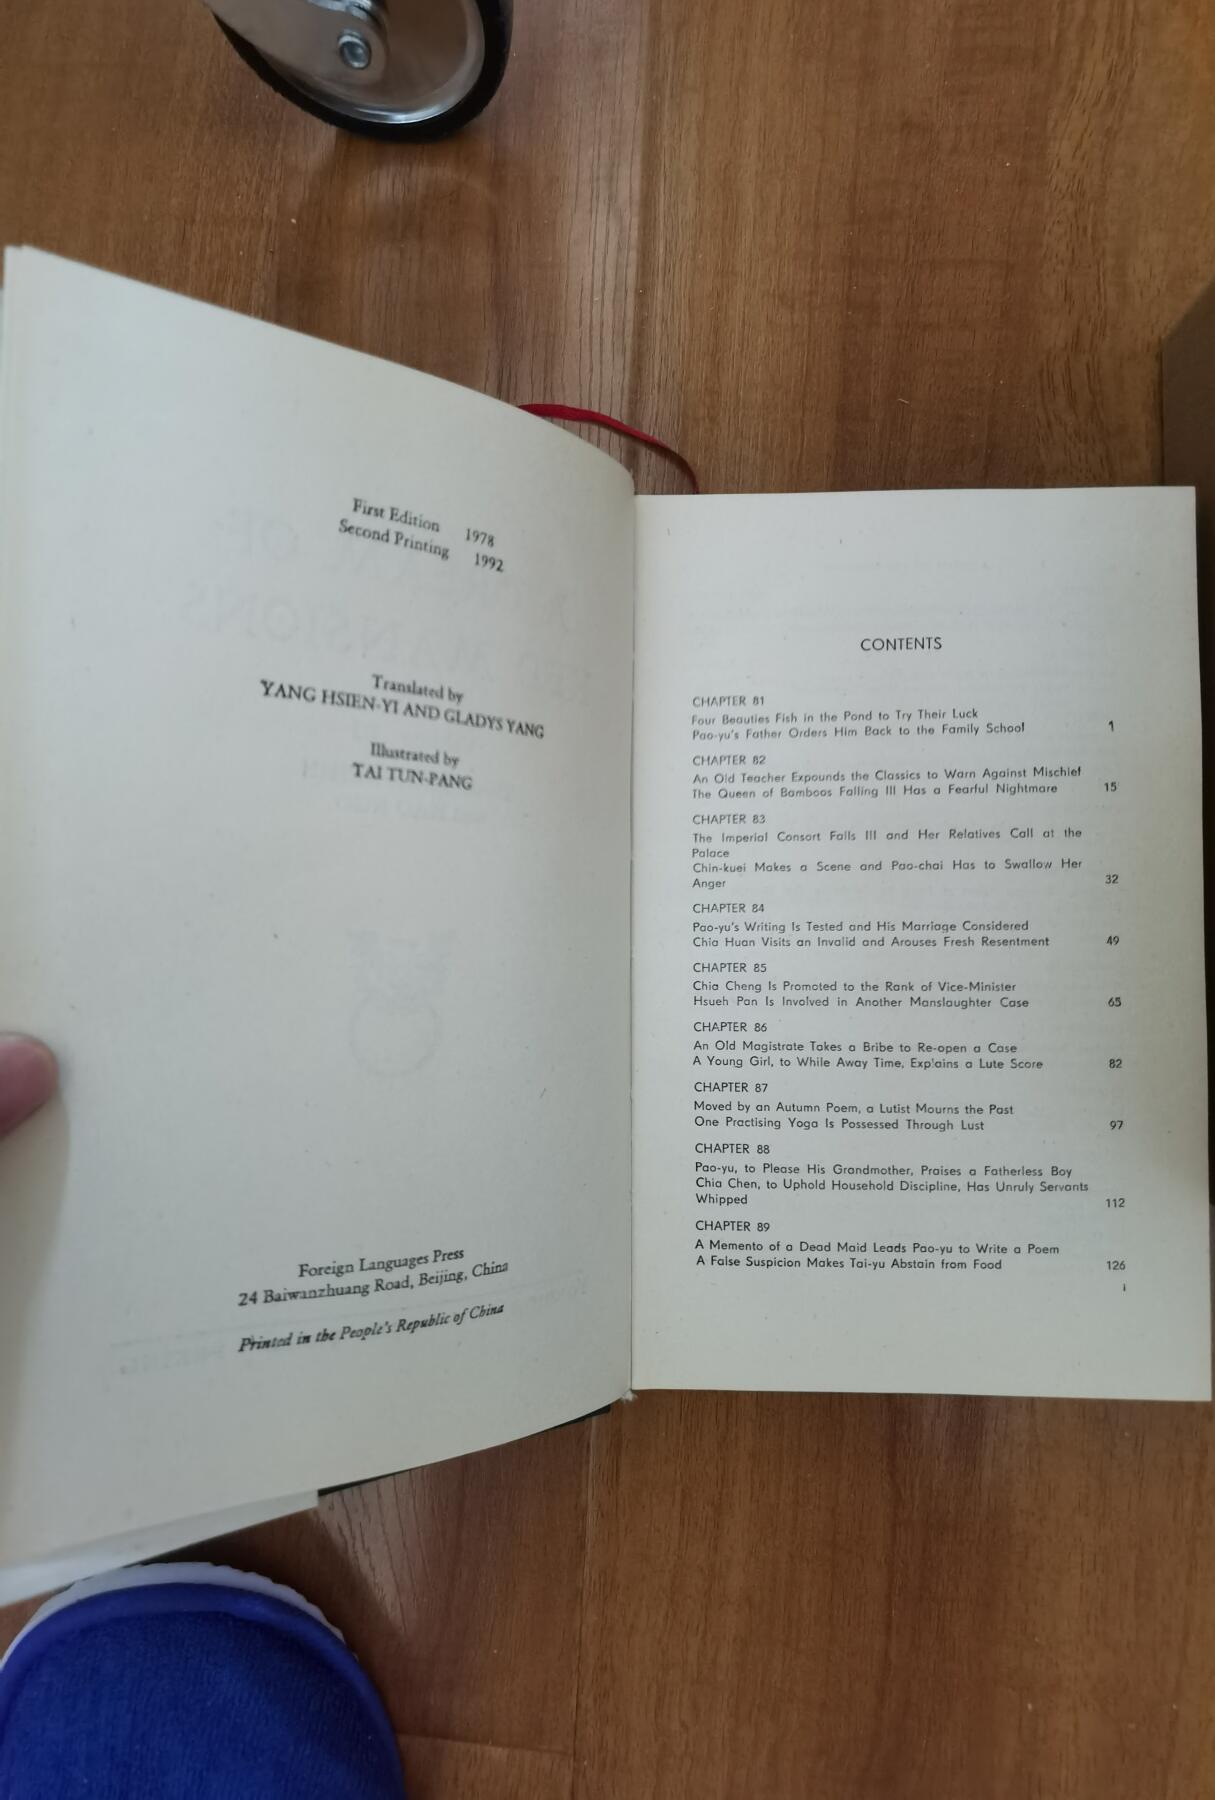 First Edition 1978
Second Printing 1992
Translated by
YANG HSIEN-YI AND GLADYS YANG
Illustrated by
TAI TUN-PANG
Foreign Languages Press
24 Baiwanzhuang Road, Beijing, China
Printed in the People's Republic of China
CONTENTS
CHAPTER 81
Four Beauties Fish in the Pond to Try Their Luck
Pao-yu's Father Orders Him Back to the Family School 1
CHAPTER 82
An Old Teacher Expounds the Classics to Warn Against Mischief
The Queen of Bamboos Falling Ill Has a Fearful Nightmare 15
CHAPTER 83
The Imperial Consort Falls Ill and Her Relatives Call at the
Palace
Chin-kuei Makes a Scene and Pao-chai Has to Swallow Her
Anger 32
CHAPTER 84
Pao-yu's Writing Is Tested and His Marriage Considered
Chia Huan Visits an Invalid and Arouses Fresh Resentment 49
CHAPTER 85
Chia Cheng Is Promoted to the Rank of Vice-Minister
Hsueh Pan Is Involved in Another Manslaughter Case 65
CHAPTER 86
An Old Magistrate Takes a Bribe to Re-open a Case
A Young Girl, to While Away Time, Explains a Lute Score 82
CHAPTER 87
Moved by an Autumn Poem, a Lutist Mourns the Past
One Practising Yoga Is Possessed Through Lust 97
CHAPTER 88
Pao-yu, to Please His Grandmother, Praises a Fatherless Boy
Chia Chen, to Uphold Household Discipline, Has Unruly Servants
Whipped 112
CHAPTER 89
A Memento of a Dead Maid Leads Pao-yu to Write a Poem
A False Suspicion Makes Tai-yu Abstain from Food 126
i